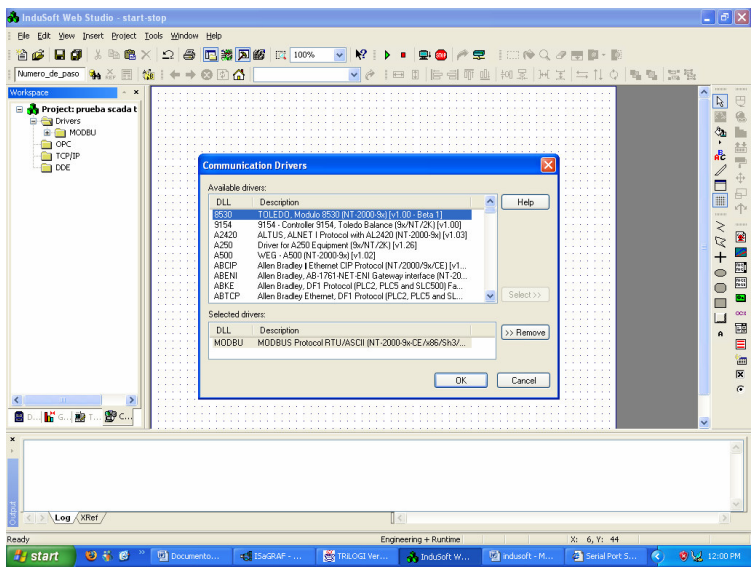 InduSoft Web Studio - start-stop
File Edit View Insert Project Tools Window Help
100%
Numero_de_paso
Workspace
Project: prueba scada t
Drivers
MODBU
OPC
TCP/IP
DDE
D... G... T... C...
Communication Drivers
Available drivers:
DLL Description
8530 TOLEDO, Modulo 8530 (NT-2000-9x) [v1.00 - Beta 1]
9154 9154 - Controller 9154, Toledo Balance (9x/NT/2K) [v1.00]
A2420 ALTUS, ALNET I Protocol with AL2420 (NT-2000-9x) [v1.03]
A250 Driver for A250 Equipment (9x/NT/2K) [v1.26]
A500 WEG - A500 (NT-2000-9x) [v1.02]
ABCIP Allen Bradley | Ethernet CIP Protocol (NT/2000/9x/CE) [v1...
ABENI Allen Bradley, AB-1761-NET-ENI Gateway interface (NT-20...
ABKE Allen Bradley, DF1 Protocol (PLC2, PLC5 and SLC500) Fa...
ABTCP Allen Bradley Ethernet, DF1 Protocol (PLC2, PLC5 and SL...
Help
Select >>
Selected drivers:
DLL Description
MODBU MODBUS Protocol RTU/ASCII (NT-2000-9x-CE/x86/Sh3/...
>> Remove
OK Cancel
Output
Log XRef
Ready Engineering + Runtime X: 6, Y: 44
start Documento... ISaGRAF - ... TRiLOGI Ver... InduSoft W... indusoft - M... Serial Port S... 12:00 PM